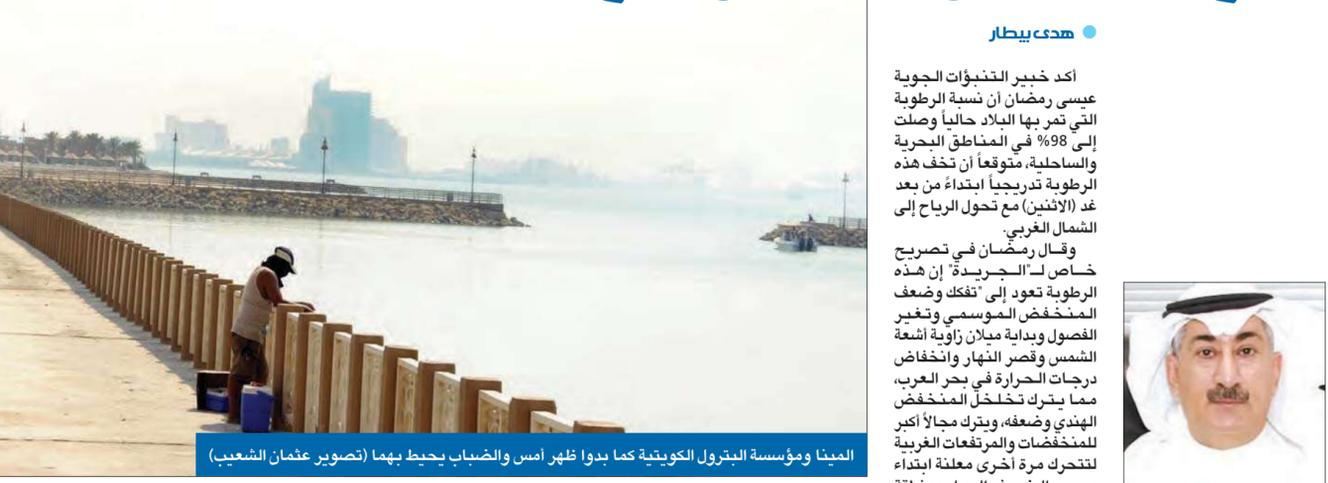 هدى بيطار
أكد خبير التنبؤات الجوية
عيسى رمضان أن نسبة الرطوبة
التي تمر بها البلاد حالياً وصلت
إلى 98% في المناطق البحرية
والساحلية، متوقعاً أن تخف هذه
الرطوبة تدريجياً ابتداءً من بعد
غد (الاثنين) مع تحول الرياح إلى
الشمال الغربي.
وقال رمضان في تصريح
خاص لـ"الجريدة" إن هذه
الرطوبة تعود إلى "تفكك وضعف
المنخفض الموسمي وتغير
الفصول وبداية ميلان زاوية أشعة
الشمس وقصر النهار وانخفاض
درجات الحرارة في بحر العرب،
مما يترك تخلخل المنخفض
الهندي وضعفه، ويترك مجالاً أكبر
للمنخفضات والمرتفعات الغربية
لتتحرك مرة أخرى معلنة ابتداء
المينا ومؤسسة البترول الكويتية كما بدوا ظهر أمس والضباب يحيط بهما (تصوير عثمان الشعيب)